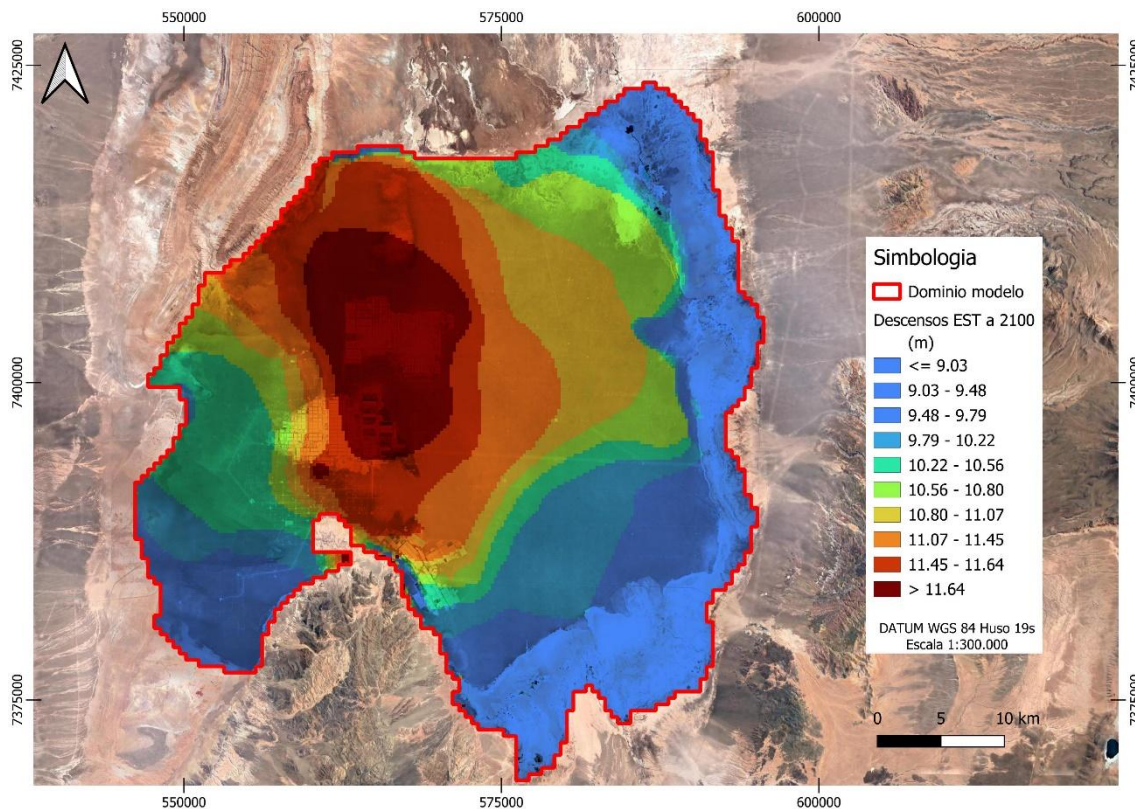 550000 575000 600000
7425000 7425000
Simbologia
Dominio modelo
Descensos EST a 2100
(m)
<= 9.03
9.03 - 9.48
9.48 - 9.79
9.79 - 10.22
10.22 - 10.56
10.56 - 10.80
10.80 - 11.07
11.07 - 11.45
11.45 - 11.64
> 11.64
DATUM WGS 84 Huso 19s
Escala 1:300.000
7400000 7400000
7375000 7375000
0 5 10 km
550000 575000 600000